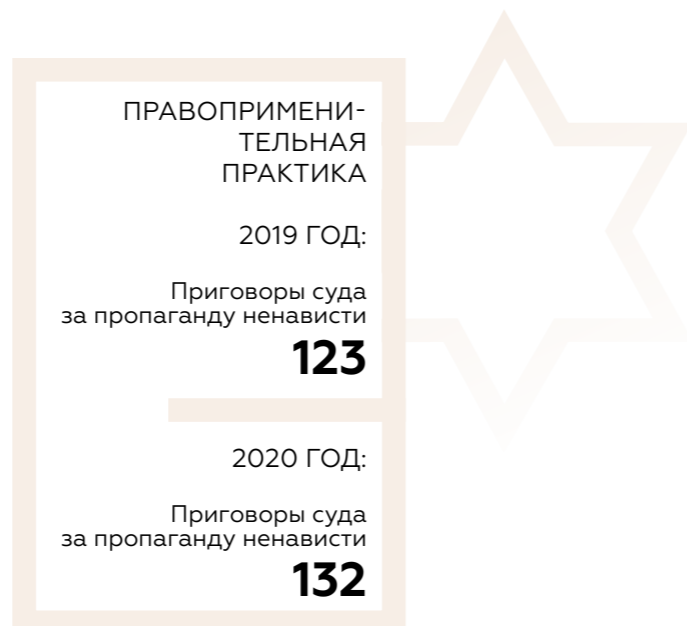 ПРАВОПРИМЕНИ-
ТЕЛЬНАЯ
ПРАКТИКА
2019 ГОД:
Приговоры суда
за пропаганду ненависти
123
2020 ГОД:
Приговоры суда
за пропаганду ненависти
132